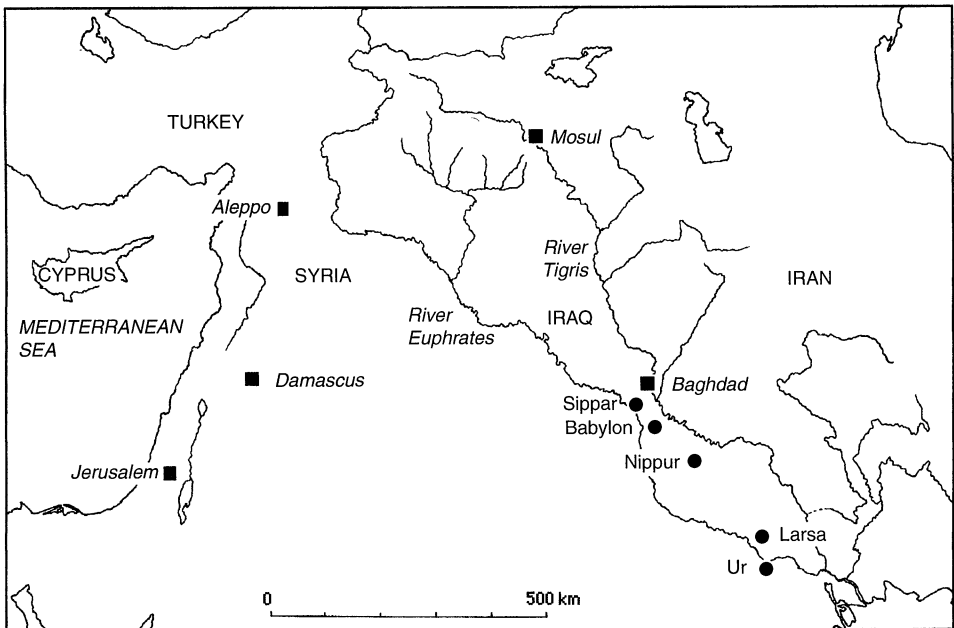 TURKEY
Mosul
Aleppo
River
Tigris
CYPRUS
SYRIA
IRAN
MEDITERRANEAN
SEA
River
Euphrates
IRAQ
Damascus
Baghdad
Sippar
Babylon
Nippur
Jerusalem
Larsa
Ur
0 500 km